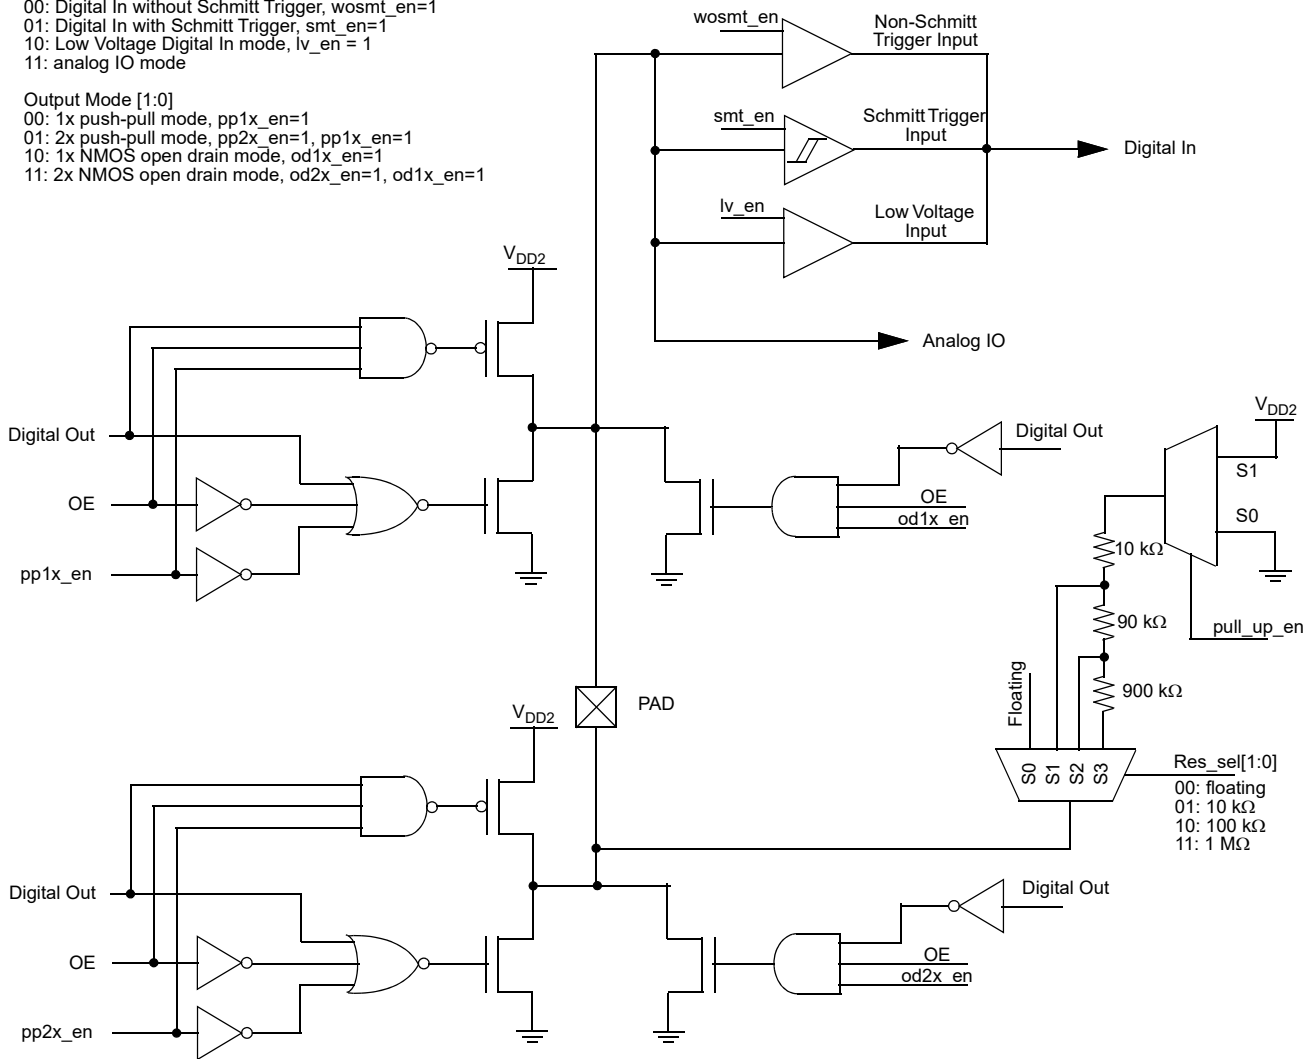 00: Digital In without Schmitt Trigger, wosmt_en=1
01: Digital In with Schmitt Trigger, smt_en=1
10: Low Voltage Digital In mode, lv_en = 1
11: analog IO mode
Output Mode [1:0]
00: 1x push-pull mode, pp1x_en=1
01: 2x push-pull mode, pp2x_en=1, pp1x_en=1
10: 1x NMOS open drain mode, od1x_en=1
11: 2x NMOS open drain mode, od2x_en=1, od1x_en=1
wosmt_en
Non-Schmitt
Trigger Input
smt_en
Schmitt Trigger
Input
Digital In
lv_en
Low Voltage
Input
Analog IO
VDD2
Digital Out
OE
pp1x_en
Digital Out
OE
od1x_en
VDD2
S1
S0
pull_up_en
10 kΩ
90 kΩ
900 kΩ
Floating
S0
S1
S2
S3
Res_sel[1:0]
00: floating
01: 10 kΩ
10: 100 kΩ
11: 1 MΩ
PAD
VDD2
Digital Out
OE
pp2x_en
Digital Out
OE
od2x_en